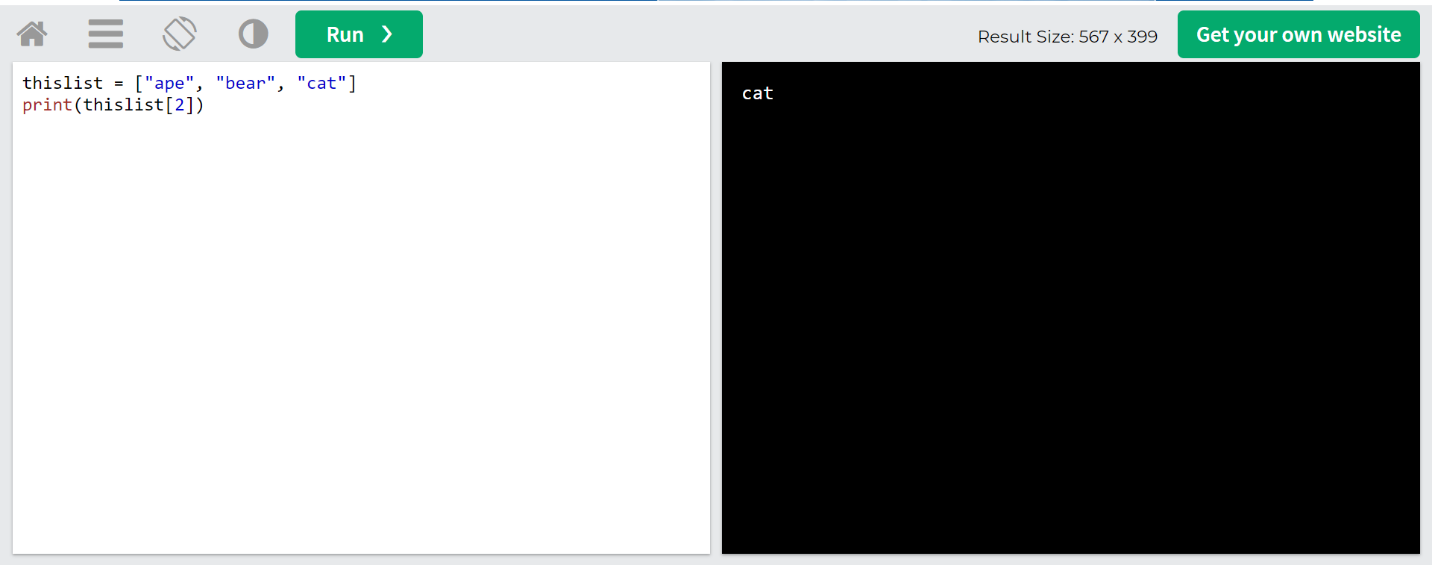 Run ❯
Result Size: 567 x 399
Get your own website
thislist = ["ape", "bear", "cat"]
print(thislist[2])
cat